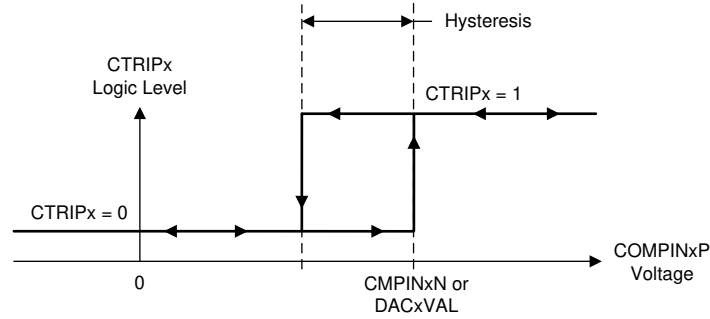 Hysteresis
CTRIPx
Logic Level
CTRIPx = 1
CTRIPx = 0
COMPINxP
Voltage
0
CMPINxN or
DACxVAL